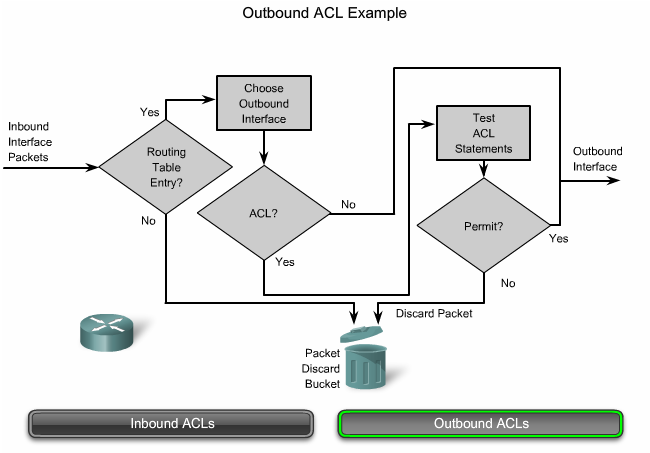 Outbound ACL Example
Inbound
Interface
Packets
Yes
Routing
Table
Entry?
No
Choose
Outbound
Interface
ACL?
No
Yes
Test
ACL
Statements
Permit?
Yes
No
Outbound
Interface
Discard Packet
Packet
Discard
Bucket
Inbound ACLs
Outbound ACLs